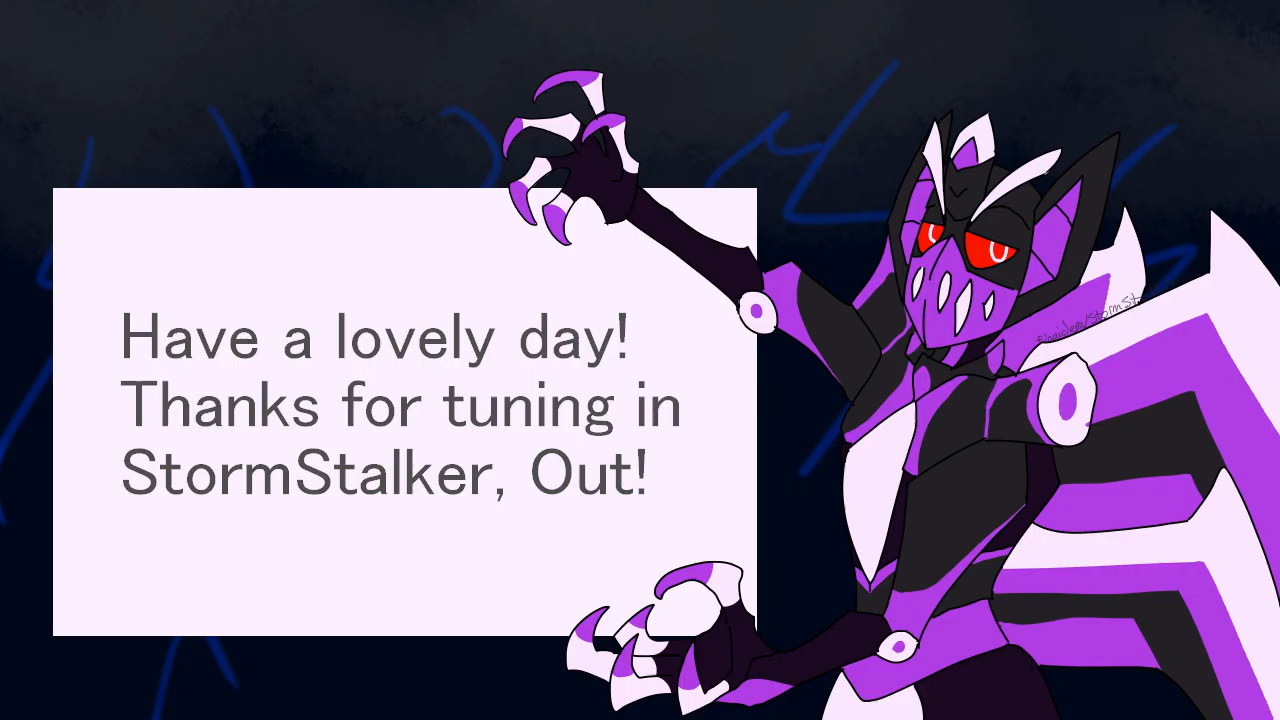 Have a lovely day!
Thanks for tuning in
StormStalker, Out!